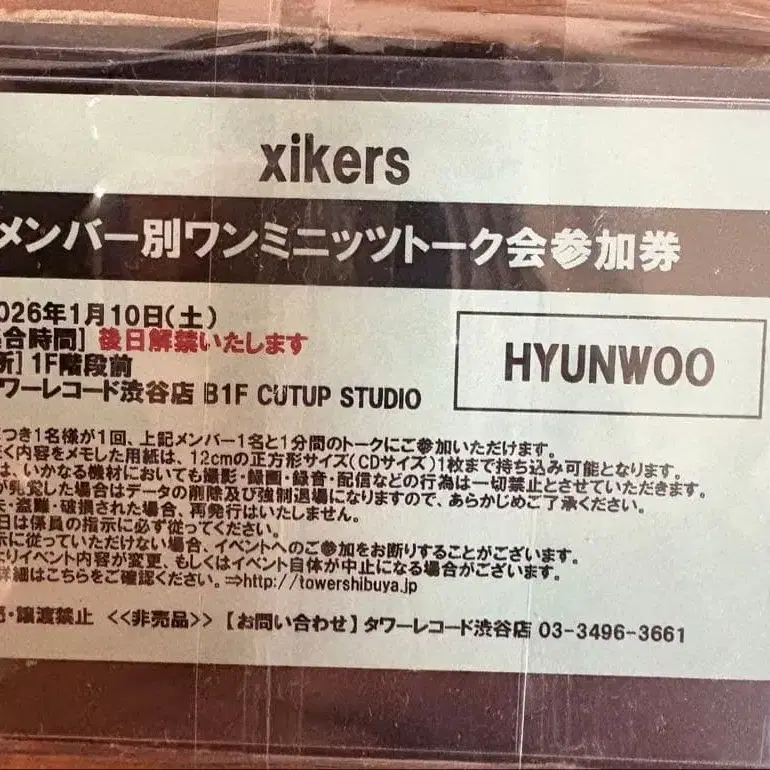 xikers
メンバー別ワンミニッツトーク会参加券
026年1月10日(土)
合時間] 後日解禁いたします
所] 1F階段前
ワーレコード渋谷店 B1F CUTUP STUDIO
HYUNWOO
つき1名様が1回、上記メンバー1名と1分間のトークにご参加いただけます。
く内容をメモした用紙は、12cmの正方形サイズ(CDサイズ)1枚まで持ち込み可能となります。
は、いかなる機材においても撮影・録画・録音・配信などの行為は一切禁止とさせていただきます。
が発覚した場合はデータの削除及び強制退場になりますので、あらかじめご了承ください。
・盗難・破損された場合、再発行はいたしません。
日は係員の指示に必ず従ってください。
示に従っていただけない場合、イベントへのご参加をお断りすることがございます。
よりイベント内容が変更、もしくはイベント自体が中止になる場合がございます。
詳細はこちらをご確認ください。⇒http://towershibuya.jp
・譲渡禁止 <<非売品>> 【お問い合わせ】タワーレコード渋谷店 03-3496-3661